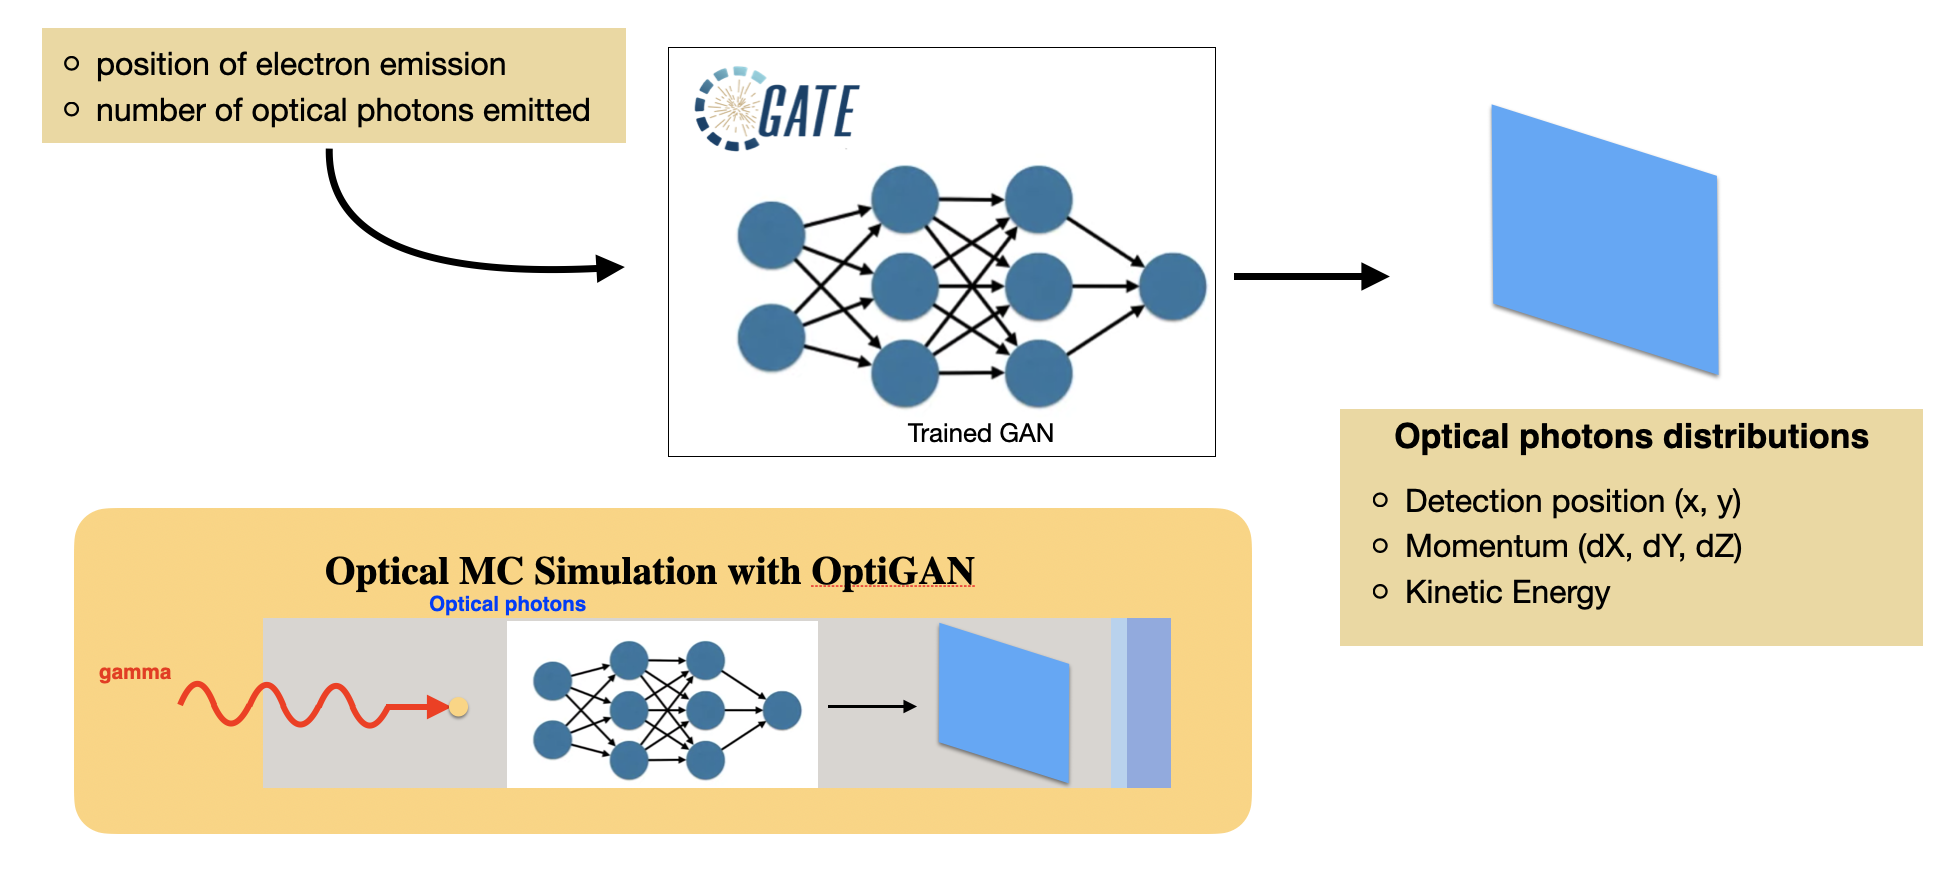 position of electron emission
number of optical photons emitted
GATE
Trained GAN
Optical photons distributions
Detection position (x, y)
Momentum (dX, dY, dZ)
Kinetic Energy
Optical MC Simulation with OptiGAN
Optical photons
gamma